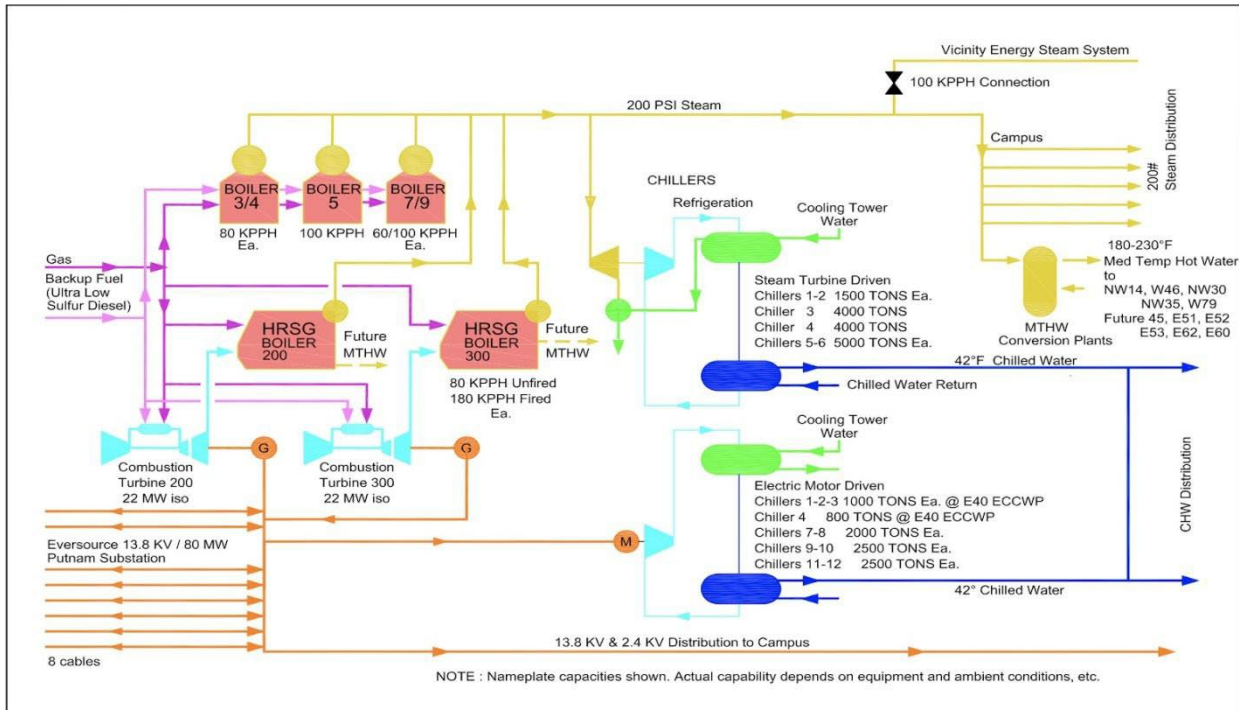 Vicinity Energy Steam System
100 KPPH Connection
200 PSI Steam
Campus
200#
Steam Distribution
BOILER
3/4
BOILER
5
BOILER
7/9
80 KPPH
Ea.
100 KPPH
60/100 KPPH
Ea.
CHILLERS
Refrigeration
Cooling Tower
Water
Gas
Backup Fuel
(Ultra Low
Sulfur Diesel)
HRSG
BOILER
200
Future
MTHW
HRSG
BOILER
300
Future
MTHW
80 KPPH Unfired
180 KPPH Fired
Ea.
Steam Turbine Driven
Chillers 1-2 1500 TONS Ea.
Chiller 3 4000 TONS
Chiller 4 4000 TONS
Chillers 5-6 5000 TONS Ea.
180-230°F
Med Temp Hot Water
to
NW14, W46, NW30
NW35, W79
Future 45, E51, E52
E53, E62, E60
MTHW
Conversion Plants
42°F Chilled Water
Chilled Water Return
G
G
Combustion
Turbine 200
22 MW iso
Combustion
Turbine 300
22 MW iso
Cooling Tower
Water
Electric Motor Driven
Chillers 1-2-3 1000 TONS Ea. @ E40 ECCWP
Chiller 4 800 TONS @ E40 ECCWP
Chillers 7-8 2000 TONS Ea.
Chillers 9-10 2500 TONS Ea.
Chillers 11-12 2500 TONS Ea.
CHW Distribution
M
Eversource 13.8 KV / 80 MW
Putnam Substation
42° Chilled Water
8 cables
13.8 KV & 2.4 KV Distribution to Campus
NOTE : Nameplate capacities shown. Actual capability depends on equipment and ambient conditions, etc.